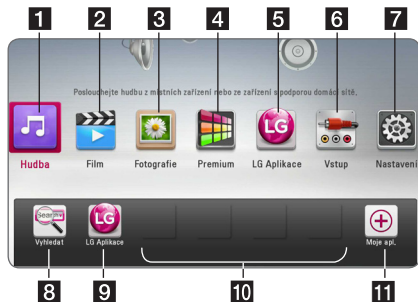 1 2 3 4 5 6 7
Poslouchejte hudbu z místních zařízení nebo ze zařízení s podporou domácí sítě.
LG
Hudba Film Fotografie Premium LG Aplikace Vstup Nastavení
search LG
Vyhledat LG Aplikace Moje apl.
8 9 10 11